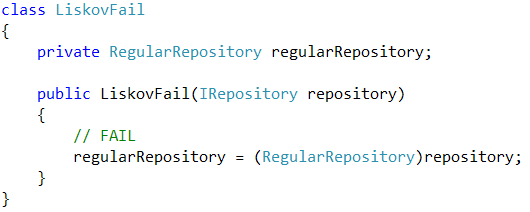 class LiskovFail
{
    private RegularRepository regularRepository;

    public LiskovFail(IRepository repository)
    {
        // FAIL
        regularRepository = (RegularRepository)repository;
    }
}